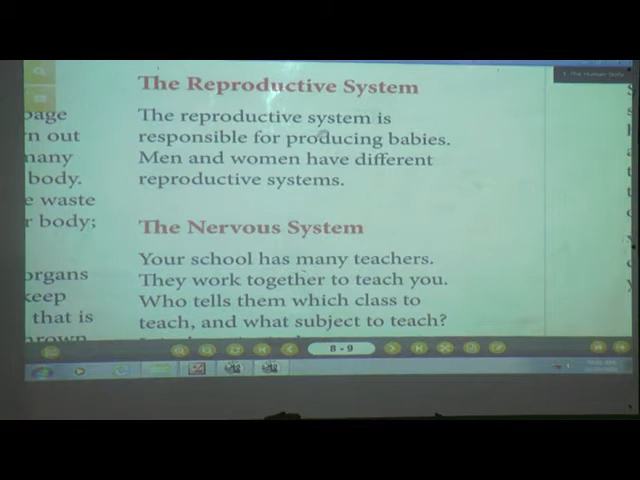 1. The Human Body
out
many
body.
waste
body;
organs
keep
that is
The Reproductive System
The reproductive system is
responsible for producing babies.
Men and women have different
reproductive systems.
The Nervous System
Your school has many teachers.
They work together to teach you.
Who tells them which class to
teach, and what subject to teach?
8 - 9